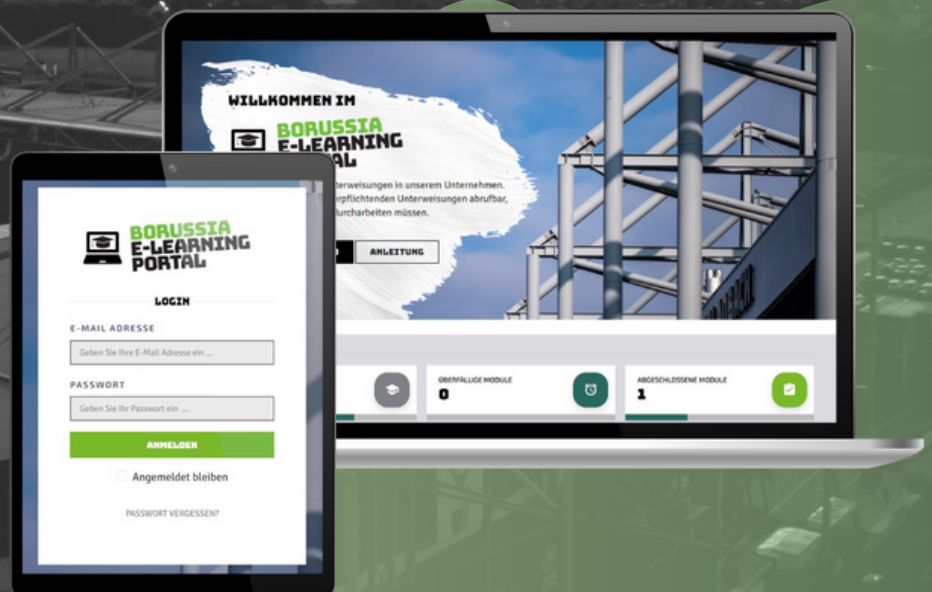 WILLKOMMEN IM
BORUSSIA
E-LEARNING
Unterweisungen in unserem Unternehmen.
verpflichtenden Unterweisungen abrufbar,
durcharbeiten müssen.
ANLEITUNG
ÜBERFÄLLIGE MODULE
0
ABGESCHLOSSENE MODULE
1
BORUSSIA
E-LEARNING
PORTAL
LOGIN
E-MAIL ADRESSE
Geben Sie Ihre E-Mail Adresse ein ...
PASSWORT
Geben Sie Ihr Passwort ein ...
ANMELDEN
Angemeldet bleiben
PASSWORT VERGESSEN?